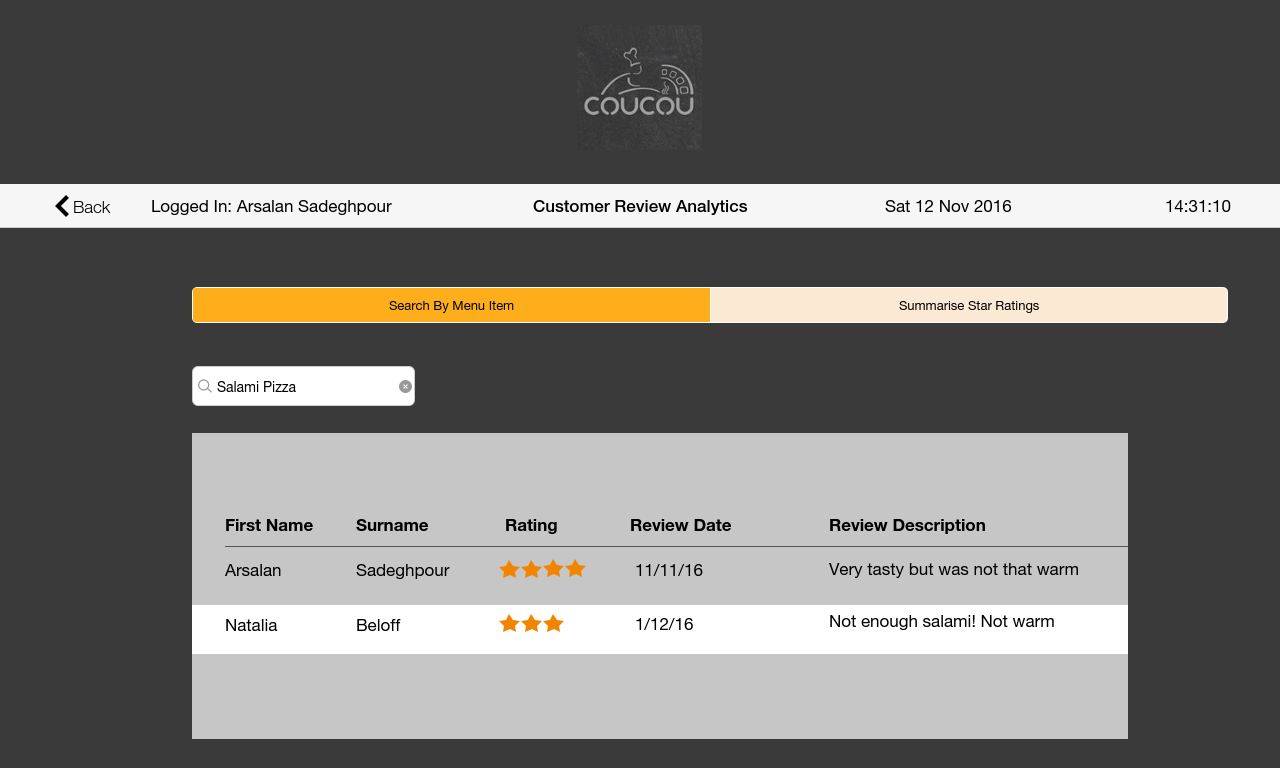 COUCOU
Back Logged In: Arsalan Sadeghpour Customer Review Analytics Sat 12 Nov 2016 14:31:10
Search By Menu Item Summarise Star Ratings
Salami Pizza
First Name Surname Rating Review Date Review Description
Arsalan Sadeghpour 11/11/16 Very tasty but was not that warm
Natalia Beloff 1/12/16 Not enough salami! Not warm